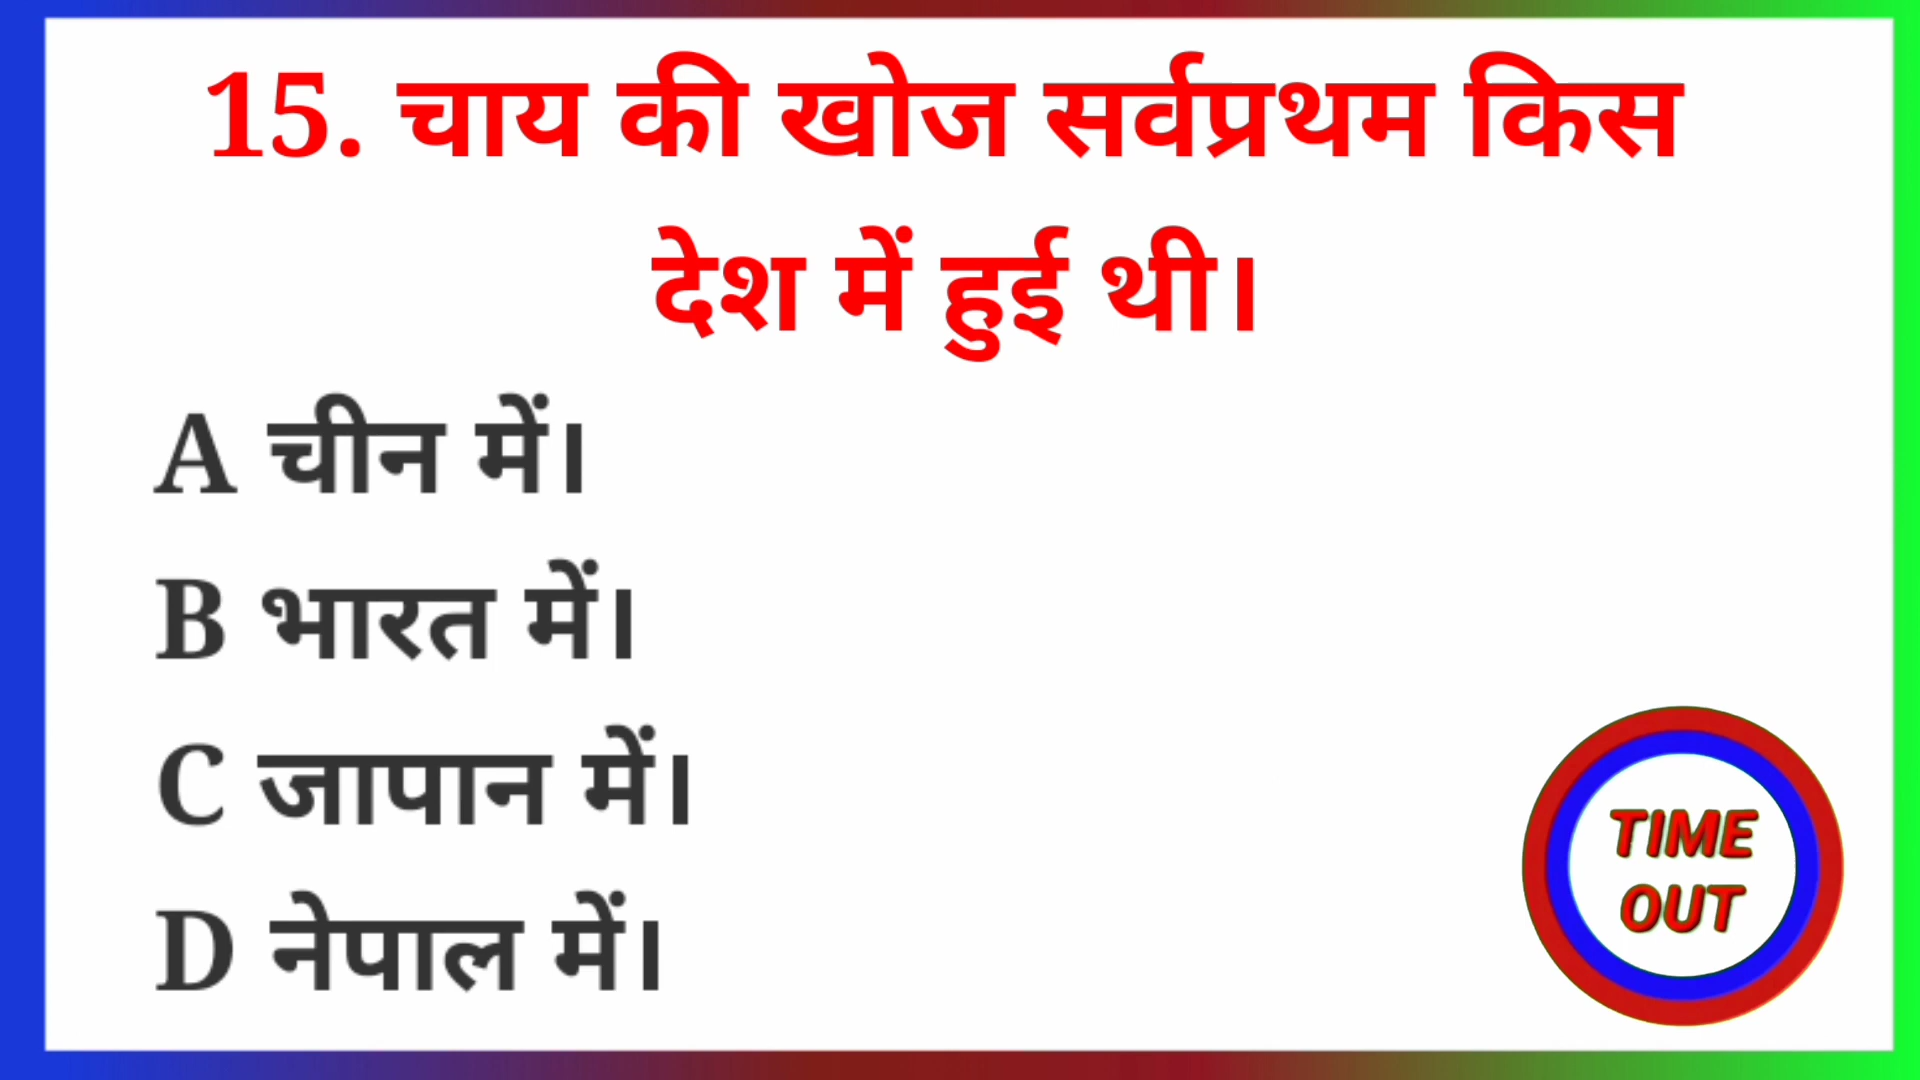 15. चाय की खोज सर्वप्रथम किस
देश में हुई थी।
A चीन में।
B भारत में।
C जापान में।
D नेपाल में।
TIME
OUT